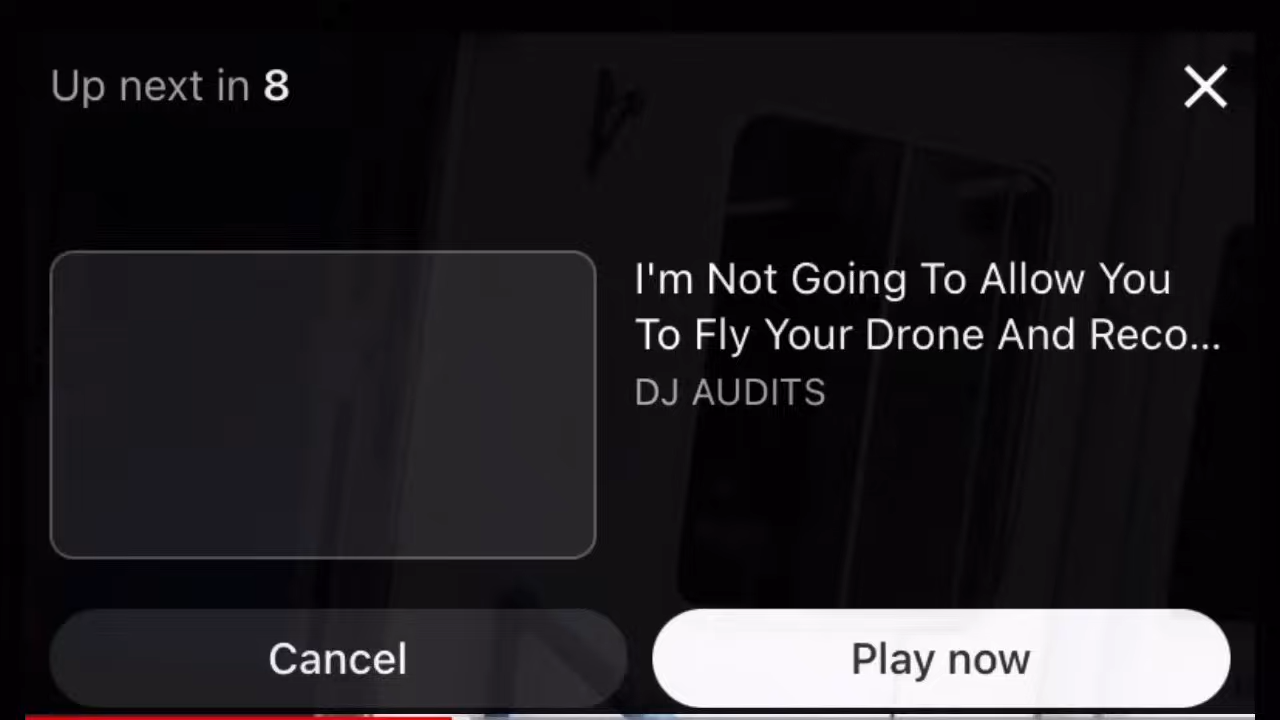 Up next in 8
I'm Not Going To Allow You
To Fly Your Drone And Reco...
DJ AUDITS
Cancel
Play now